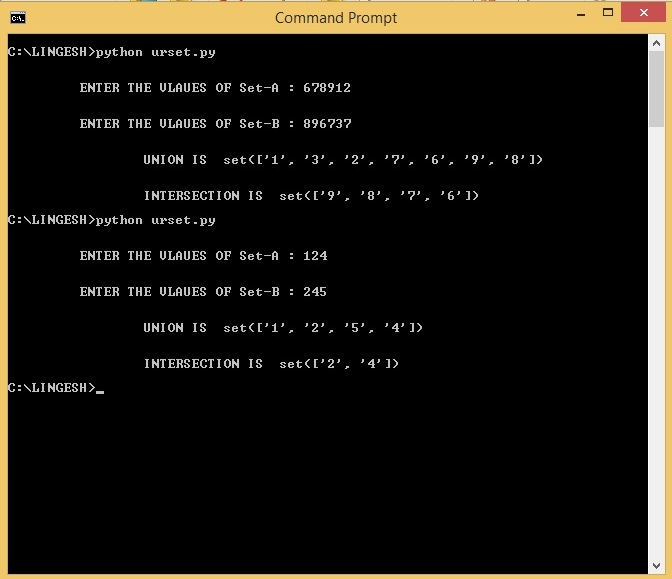 Command Prompt
C:\LINGESH>python urset.py
ENTER THE VLAUES OF Set-A : 678912
ENTER THE VLAUES OF Set-B : 896737
UNION IS  set(['1', '3', '2', '7', '6', '9', '8'])
INTERSECTION IS  set(['9', '8', '7', '6'])
C:\LINGESH>python urset.py
ENTER THE VLAUES OF Set-A : 124
ENTER THE VLAUES OF Set-B : 245
UNION IS  set(['1', '2', '5', '4'])
INTERSECTION IS  set(['2', '4'])
C:\LINGESH>_